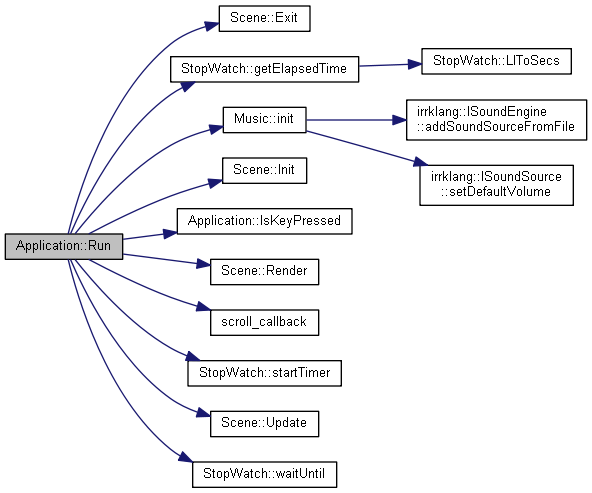 Scene::Exit
StopWatch::getElapsedTime
StopWatch::LIToSecs
Music::init
irrklang::ISoundEngine
::addSoundSourceFromFile
Scene::Init
irrklang::ISoundSource
::setDefaultVolume
Application::IsKeyPressed
Application::Run
Scene::Render
scroll_callback
StopWatch::startTimer
Scene::Update
StopWatch::waitUntil